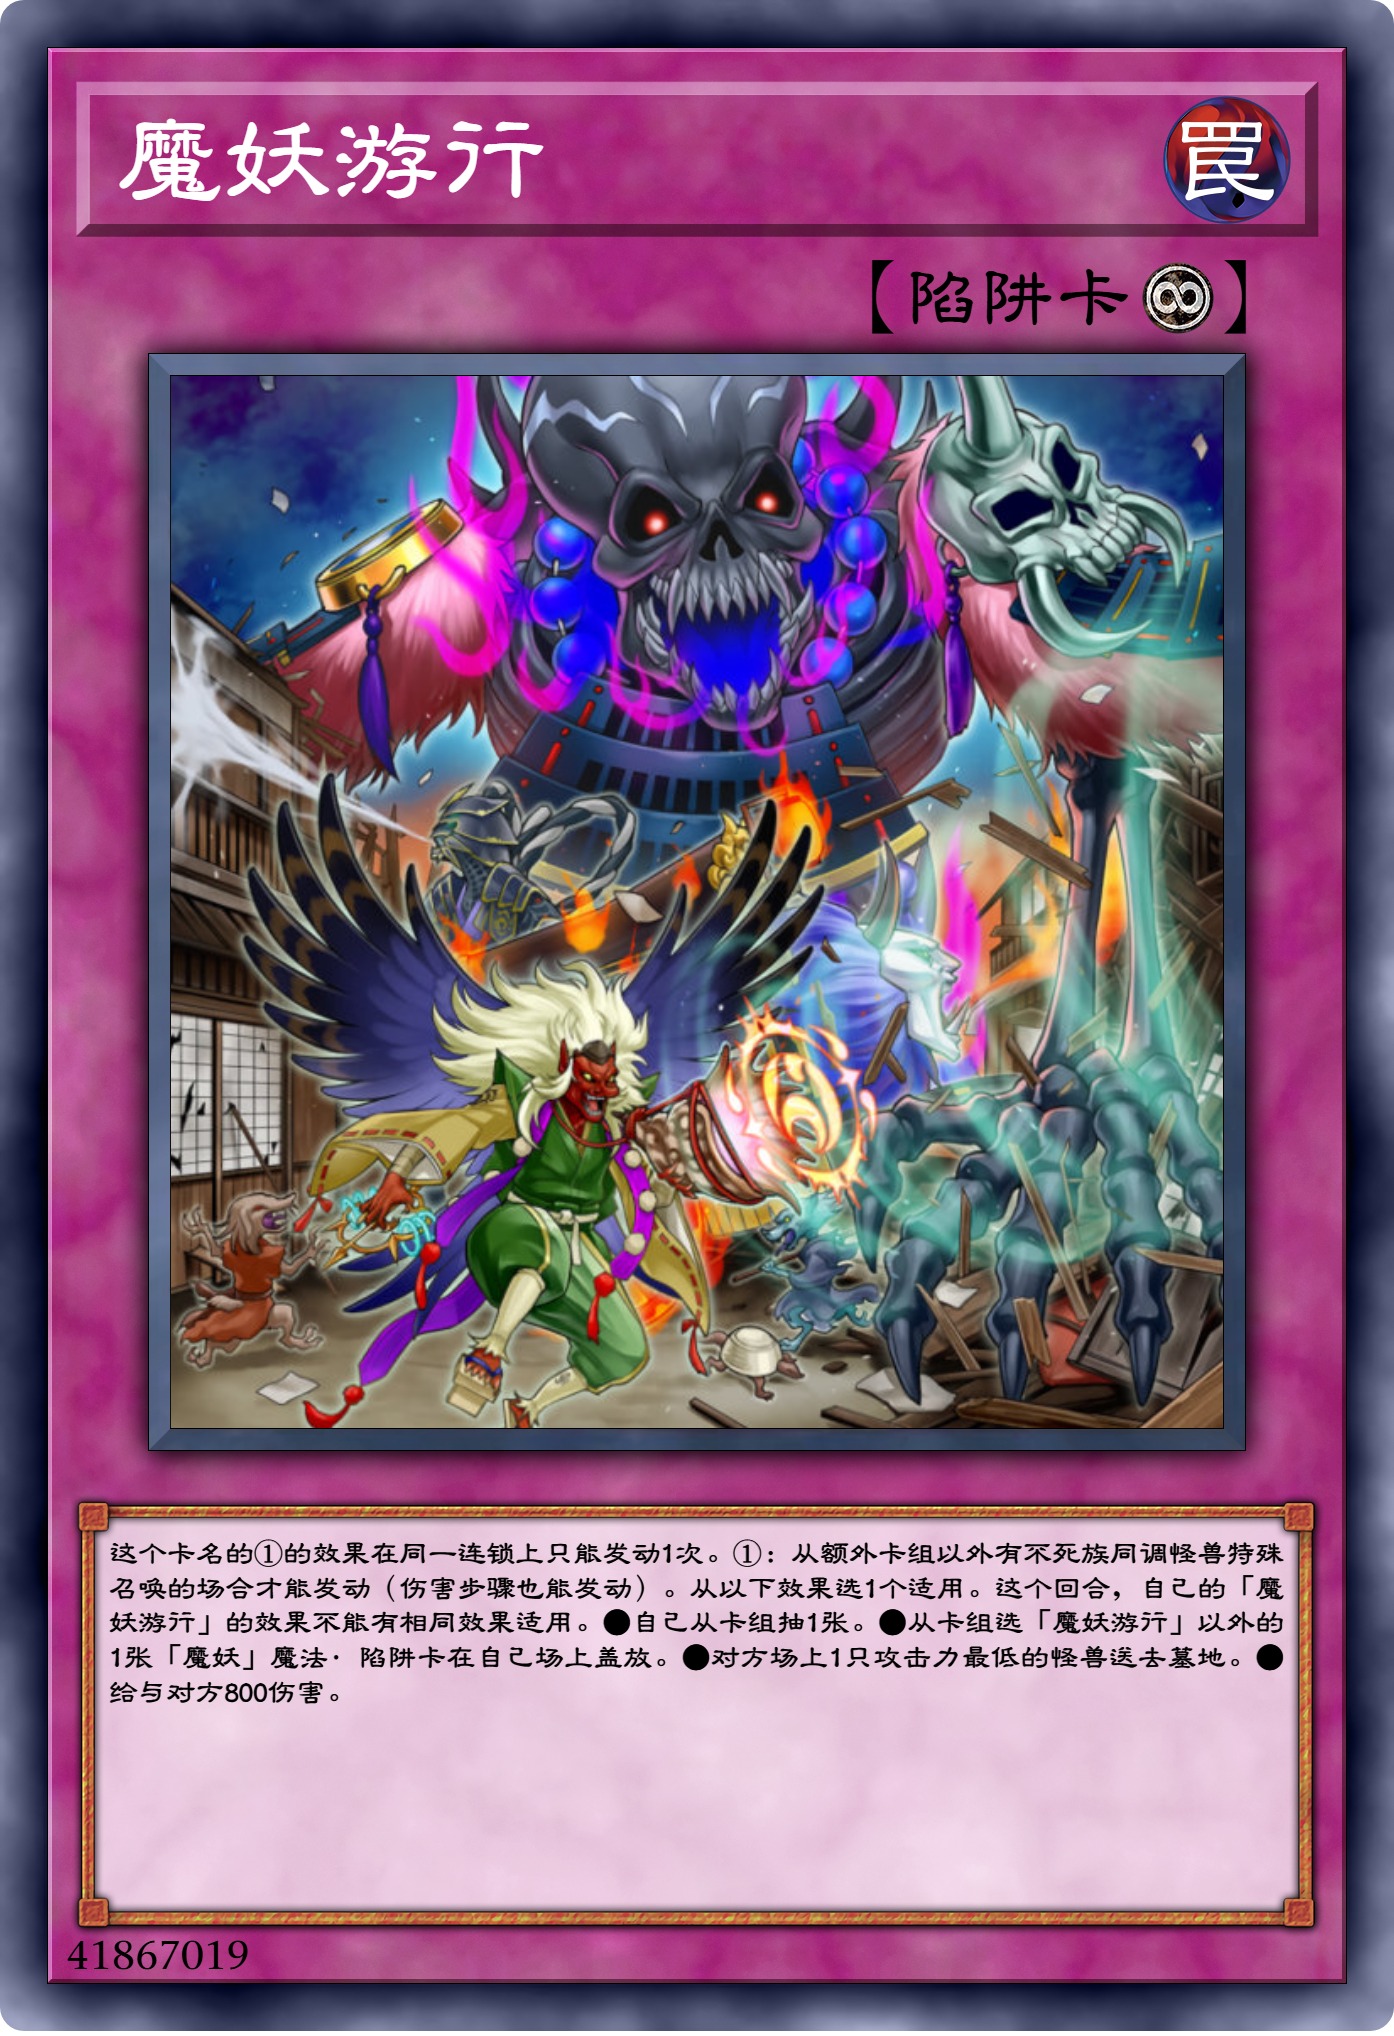 魔妖游行
罠
【陷阱卡∞】
这个卡名的①的效果在同一连锁上只能发动1次。①：从额外卡组以外有不死族同调怪兽特殊
召唤的场合才能发动（伤害步骤也能发动）。从以下效果选1个适用。这个回合，自己的「魔
妖游行」的效果不能有相同效果适用。●自己从卡组抽1张。●从卡组选「魔妖游行」以外的
1张「魔妖」魔法·陷阱卡在自己场上盖放。●对方场上1只攻击力最低的怪兽送去墓地。●
给与对方800伤害。
41867019